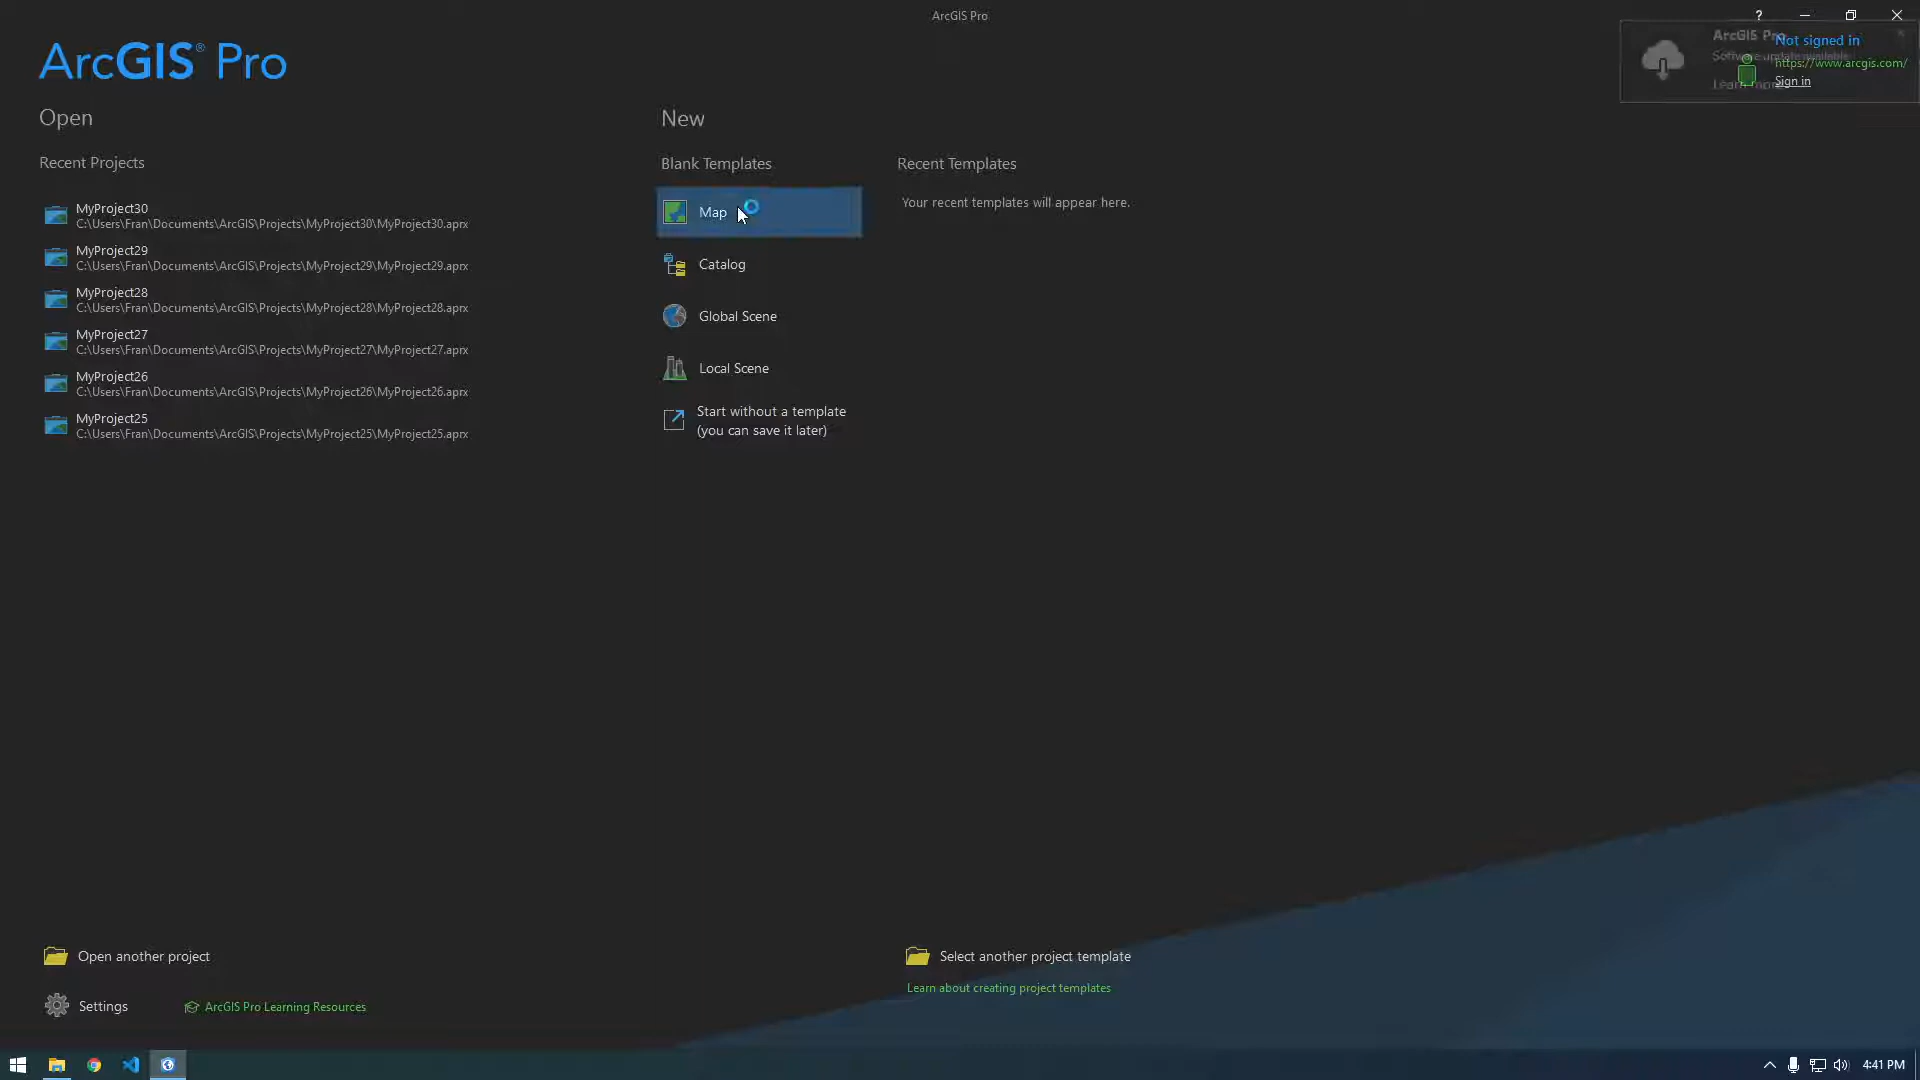 ArcGIS Pro
?
ArcGIS® Pro
ArcGIS Pro
Not signed in
Software update available
https://www.arcgis.com/
Learn more
Sign in
Open
New
Recent Projects
Blank Templates
Recent Templates
MyProject30
C:\Users\Fran\Documents\ArcGIS\Projects\MyProject30\MyProject30.aprx
MyProject29
C:\Users\Fran\Documents\ArcGIS\Projects\MyProject29\MyProject29.aprx
MyProject28
C:\Users\Fran\Documents\ArcGIS\Projects\MyProject28\MyProject28.aprx
MyProject27
C:\Users\Fran\Documents\ArcGIS\Projects\MyProject27\MyProject27.aprx
MyProject26
C:\Users\Fran\Documents\ArcGIS\Projects\MyProject26\MyProject26.aprx
MyProject25
C:\Users\Fran\Documents\ArcGIS\Projects\MyProject25\MyProject25.aprx
Map
Catalog
Global Scene
Local Scene
Start without a template
(you can save it later)
Your recent templates will appear here.
Open another project
Settings
ArcGIS Pro Learning Resources
Select another project template
Learn about creating project templates
4:41 PM